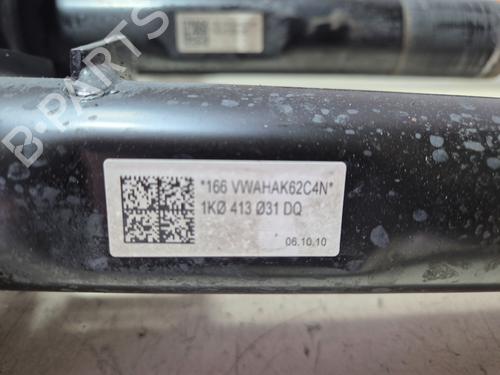 *166 VWAHAK62C4N*
1KØ 413 Ø31 DQ
06.10.10
B-PARTS